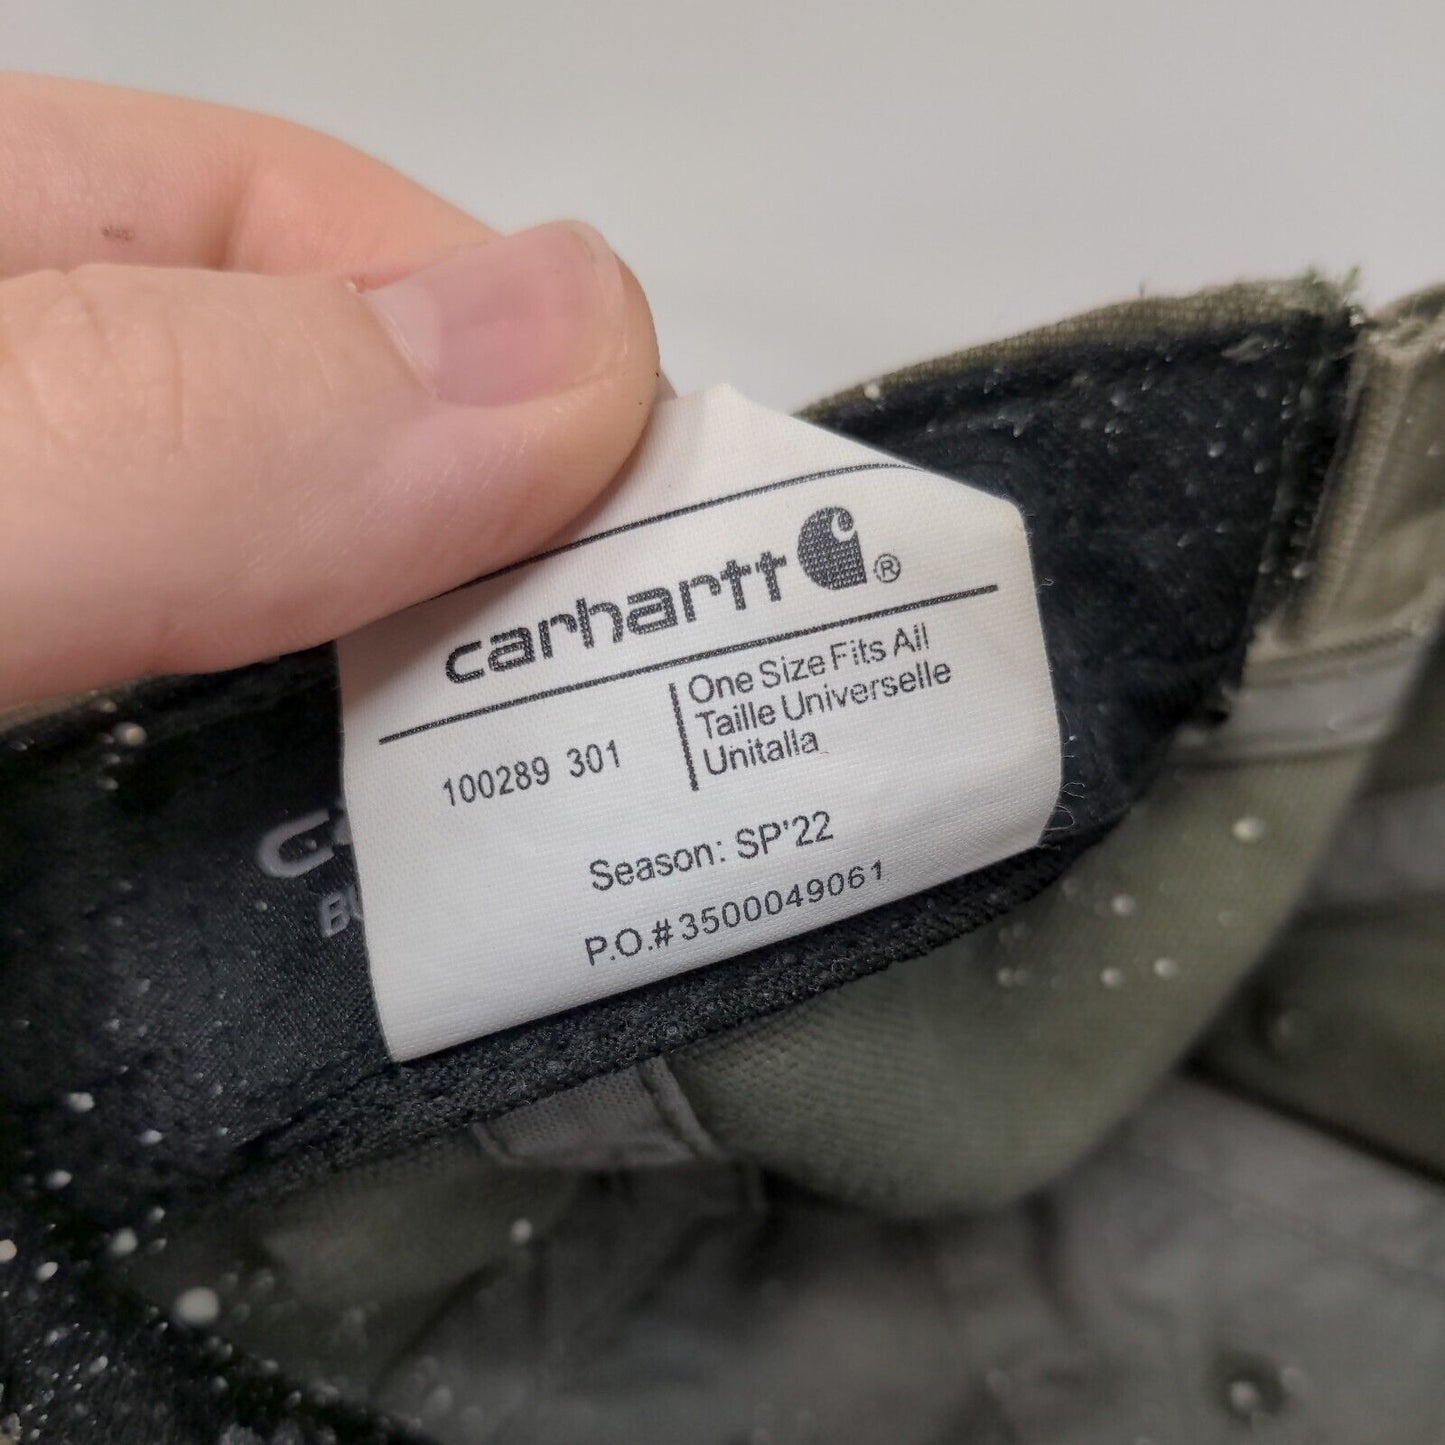 carhartt ®
100289 301
One Size Fits All
Taille Universelle
Unitalla
Season: SP'22
P.O.#3500049061